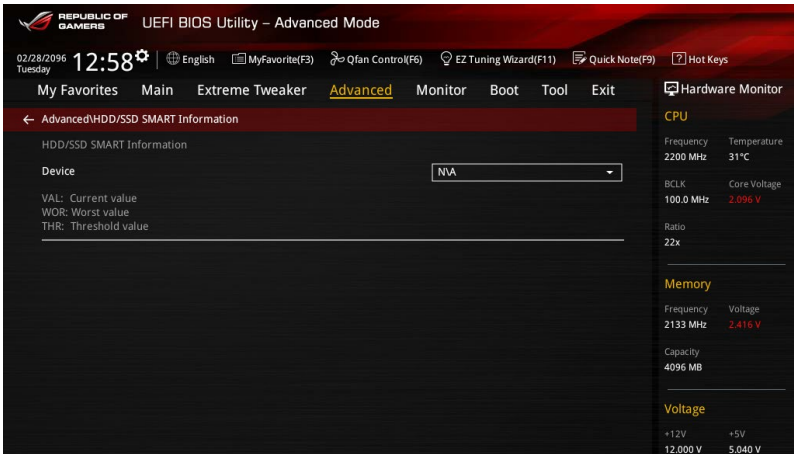 REPUBLIC OF
GAMERS
UEFI BIOS Utility – Advanced Mode
02/28/2096
Tuesday
12:58
English
MyFavorite(F3)
Qfan Control(F6)
EZ Tuning Wizard(F11)
Quick Note(F9)
? Hot Keys
My Favorites Main Extreme Tweaker Advanced Monitor Boot Tool Exit
← Advanced\HDD/SSD SMART Information
HDD/SSD SMART Information
Device N\A
VAL: Current value
WOR: Worst value
THR: Threshold value
Hardware Monitor
CPU
Frequency Temperature
2200 MHz 31°C
BCLK Core Voltage
100.0 MHz 2.096 V
Ratio
22x
Memory
Frequency Voltage
2133 MHz 2.416 V
Capacity
4096 MB
Voltage
+12V +5V
12.000 V 5.040 V